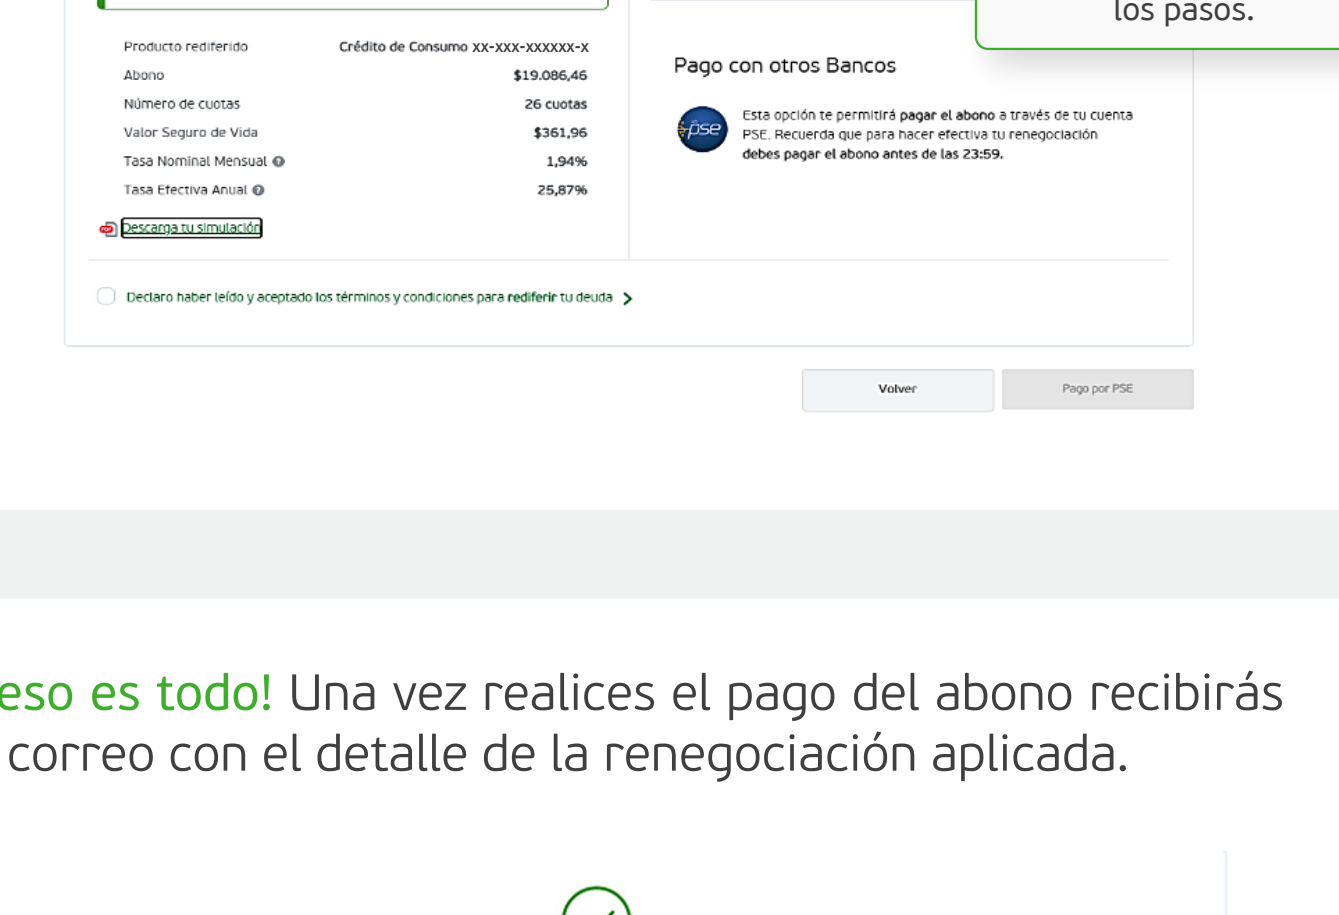 los pasos.
Producto rediferido Crédito de Consumo xx-xxx-xxxxxx-x
Abono $19.086,46
Número de cuotas 26 cuotas
Valor Seguro de Vida $361,96
Tasa Nominal Mensual ? 1,94%
Tasa Efectiva Anual ? 25,87%
PDF Descarga tu simulación
Pago con otros Bancos
pse
Esta opción te permitirá pagar el abono a través de tu cuenta
PSE. Recuerda que para hacer efectiva tu renegociación
debes pagar el abono antes de las 23:59.
Declaro haber leído y aceptado los términos y condiciones para rediferir tu deuda
Volver Pago por PSE
eso es todo! Una vez realices el pago del abono recibirás
correo con el detalle de la renegociación aplicada.